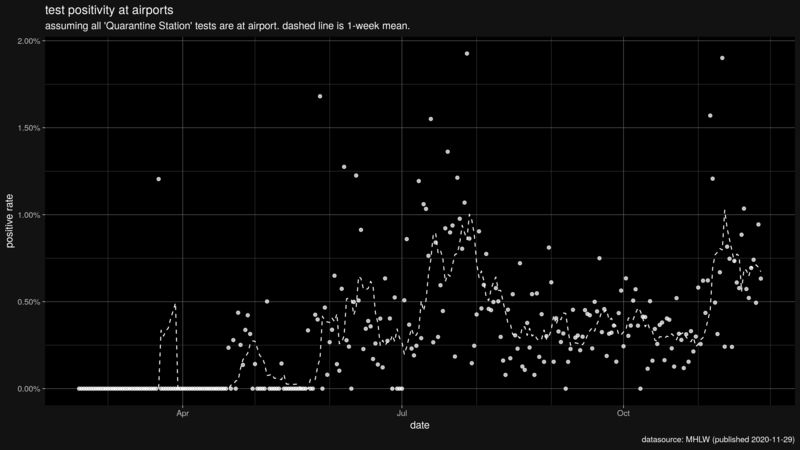 test positivity at airports
assuming all 'Quarantine Station' tests are at airport. dashed line is 1-week mean.
2.00%
1.50%
1.00%
0.50%
0.00%
positive rate
Apr
Jul
Oct
date
datasource: MHLW (published 2020-11-29)